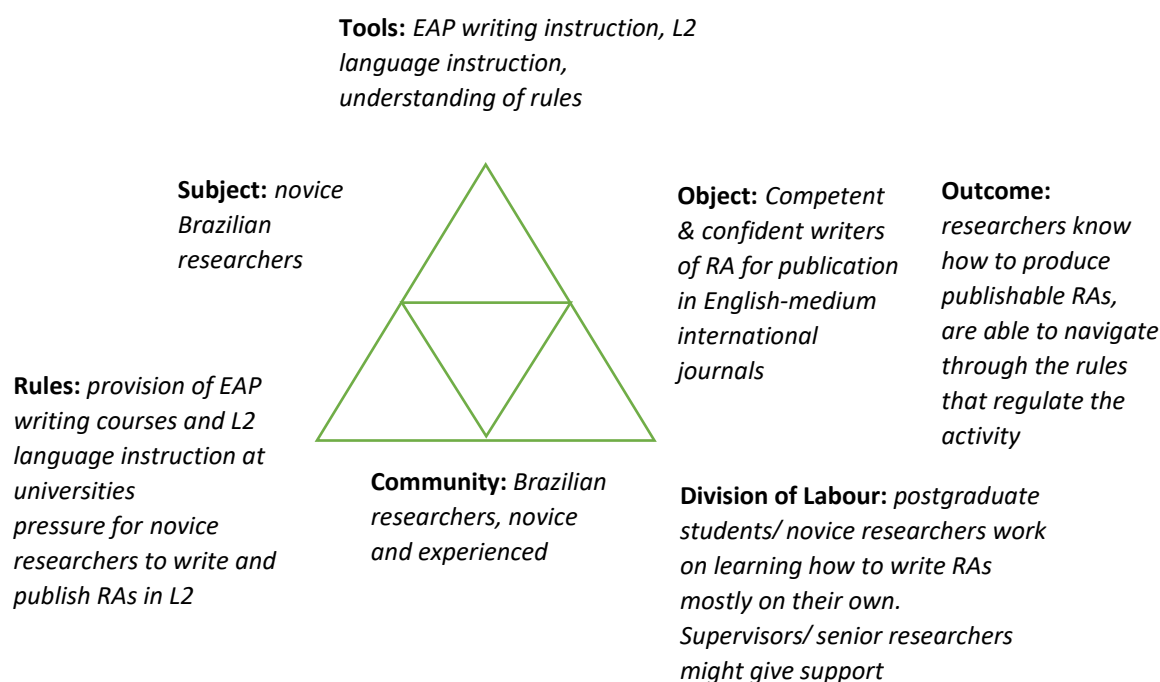 Tools: EAP writing instruction, L2
language instruction,
understanding of rules
Subject: novice
Brazilian
researchers
Object: Competent
& confident writers
of RA for publication
in English-medium
international
journals
Outcome:
researchers know
how to produce
publishable RAs,
are able to navigate
through the rules
that regulate the
activity
Rules: provision of EAP
writing courses and L2
language instruction at
universities
pressure for novice
researchers to write and
publish RAs in L2
Community: Brazilian
researchers, novice
and experienced
Division of Labour: postgraduate
students/ novice researchers work
on learning how to write RAs
mostly on their own.
Supervisors/ senior researchers
might give support